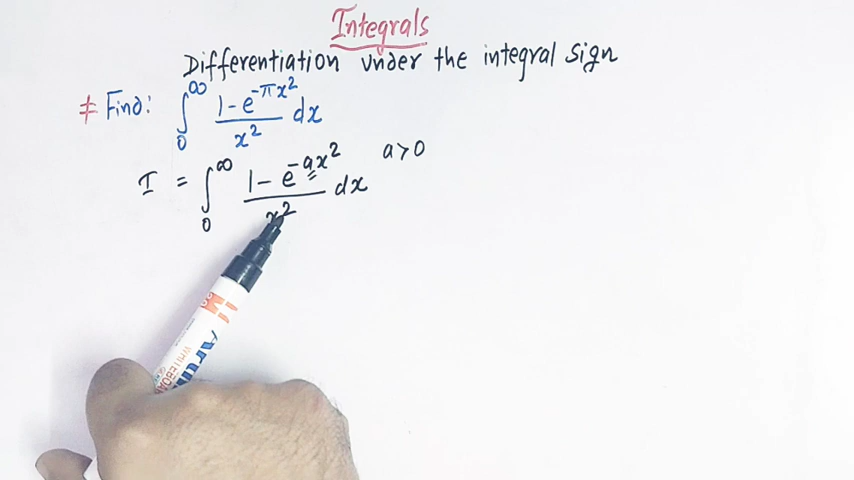 Integrals
Differentiation under the integral sign
# Find: ∫₀^∞ (1-e^(-πx²))/x² dx
I = ∫₀^∞ (1-e^(-ax²))/x² dx a>0